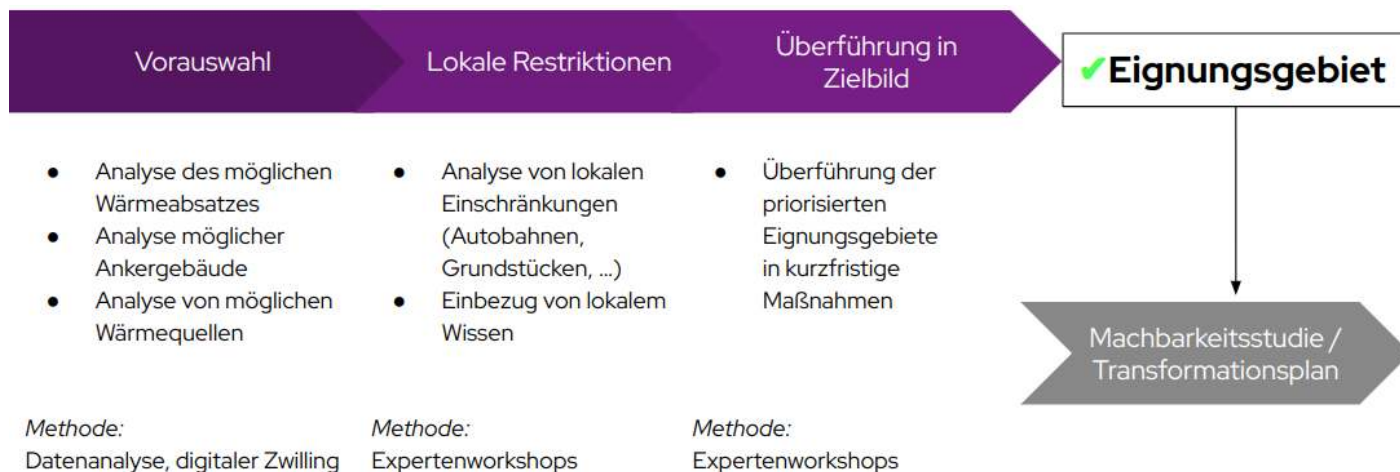 Vorauswahl
Lokale Restriktionen
Überführung in
Zielbild
✔Eignungsgebiet
● Analyse des möglichen
Wärmeabsatzes
● Analyse möglicher
Ankergebäude
● Analyse von möglichen
Wärmequellen
Methode:
Datenanalyse, digitaler Zwilling
● Analyse von lokalen
Einschränkungen
(Autobahnen,
Grundstücken, ...)
● Einbezug von lokalem
Wissen
Methode:
Expertenworkshops
● Überführung der
priorisierten
Eignungsgebiete
in kurzfristige
Maßnahmen
Methode:
Expertenworkshops
Machbarkeitsstudie /
Transformationsplan